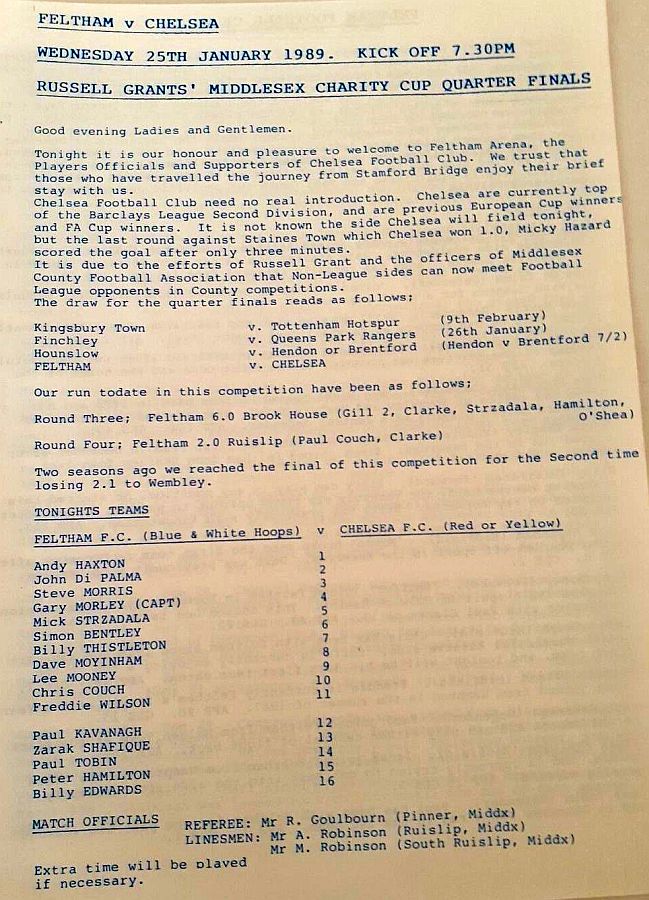 FELTHAM v CHELSEA
WEDNESDAY 25TH JANUARY 1989. KICK OFF 7.30PM
RUSSELL GRANTS' MIDDLESEX CHARITY CUP QUARTER FINALS
Good evening Ladies and Gentlemen.
Tonight it is our honour and pleasure to welcome to Feltham Arena, the
Players Officials and Supporters of Chelsea Football Club. We trust that
those who have travelled the journey from Stamford Bridge enjoy their brief
stay with us.
Chelsea Football Club need no real introduction. Chelsea are currently top
of the Barclays League Second Division, and are previous European Cup winners
and FA Cup winners. It is not known the side Chelsea will field tonight,
but the last round against Staines Town which Chelsea won 1.0, Micky Hazard
scored the goal after only three minutes.
It is due to the efforts of Russell Grant and the officers of Middlesex
County Football Association that Non-League sides can now meet Football
League opponents in County competitions.
The draw for the quarter finals reads as follows;
Kingsbury Town v. Tottenham Hotspur (9th February)
Finchley v. Queens Park Rangers (26th January)
Hounslow v. Hendon or Brentford (Hendon v Brentford 7/2)
FELTHAM v. CHELSEA
Our run todate in this competition have been as follows;
Round Three; Feltham 6.0 Brook House (Gill 2, Clarke, Strzadala, Hamilton,
O'Shea)
Round Four; Feltham 2.0 Ruislip (Paul Couch, Clarke)
Two seasons ago we reached the final of this competition for the Second time
losing 2.1 to Wembley.
TONIGHTS TEAMS
FELTHAM F.C. (Blue & White Hoops) v CHELSEA F.C. (Red or Yellow)
Andy HAXTON 1
John Di PALMA 2
Steve MORRIS 3
Gary MORLEY (CAPT) 4
Mick STRZADALA 5
Simon BENTLEY 6
Billy THISTLETON 7
Dave MOYINHAM 8
Lee MOONEY 9
Chris COUCH 10
Freddie WILSON 11
Paul KAVANAGH 12
Zarak SHAFIQUE 13
Paul TOBIN 14
Peter HAMILTON 15
Billy EDWARDS 16
MATCH OFFICIALS REFEREE: Mr R. Goulbourn (Pinner, Middx)
LINESMEN: Mr A. Robinson (Ruislip, Middx)
Mr M. Robinson (South Ruislip, Middx)
Extra time will be played
if necessary.